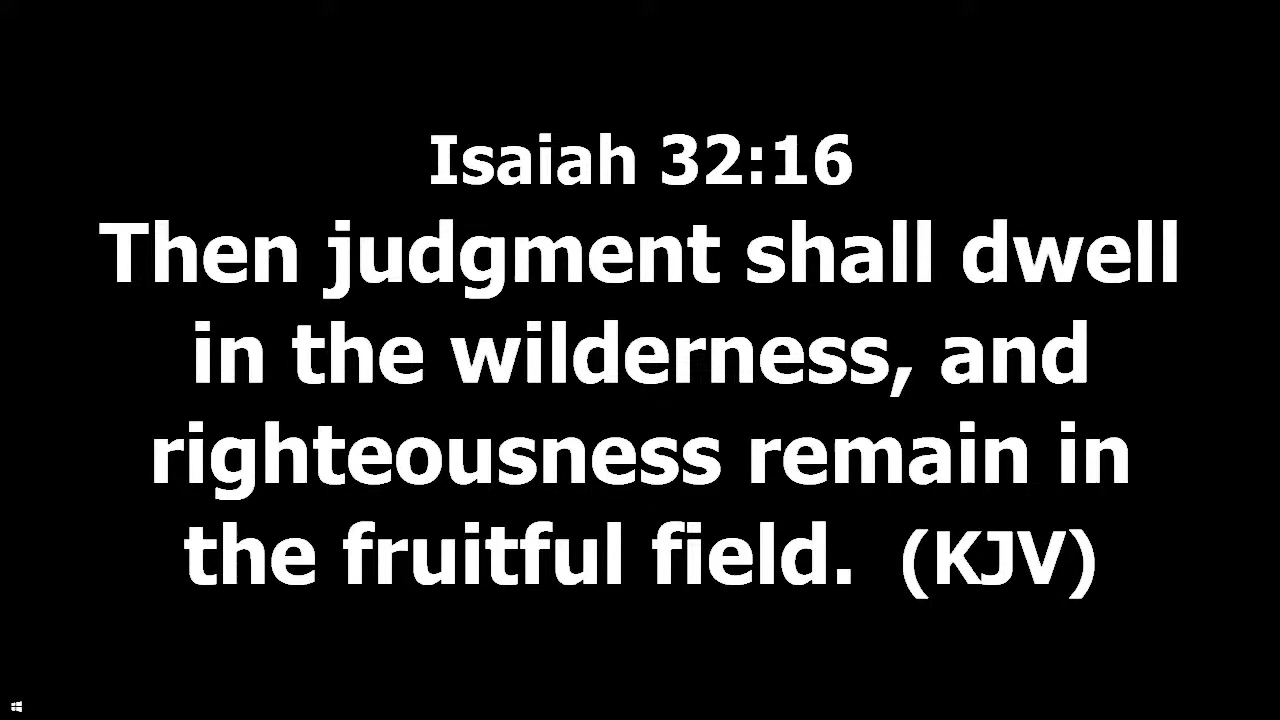 Isaiah 32:16
Then judgment shall dwell
in the wilderness, and
righteousness remain in
the fruitful field.  (KJV)